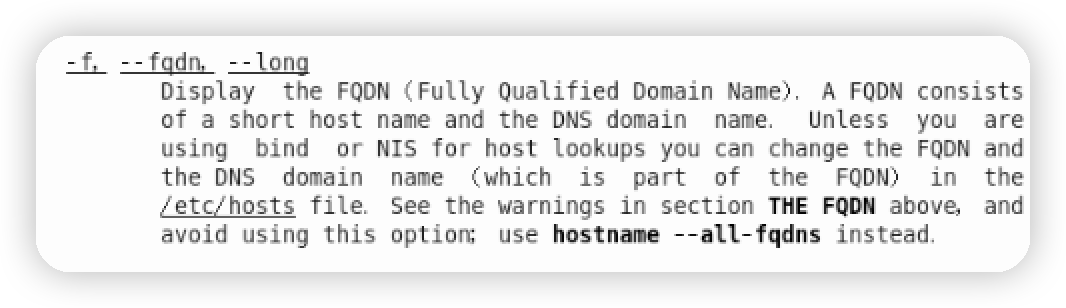 -f, --fqdn, --long
Display the FQDN (Fully Qualified Domain Name). A FQDN consists
of a short host name and the DNS domain name. Unless you are
using bind or NIS for host lookups you can change the FQDN and
the DNS domain name (which is part of the FQDN) in the
/etc/hosts file. See the warnings in section THE FQDN above, and
avoid using this option; use hostname --all-fqdns instead.